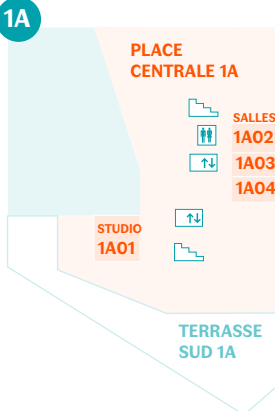 1A
PLACE
CENTRALE 1A
SALLES
1A02
1A03
1A04
STUDIO
1A01
TERRASSE
SUD 1A